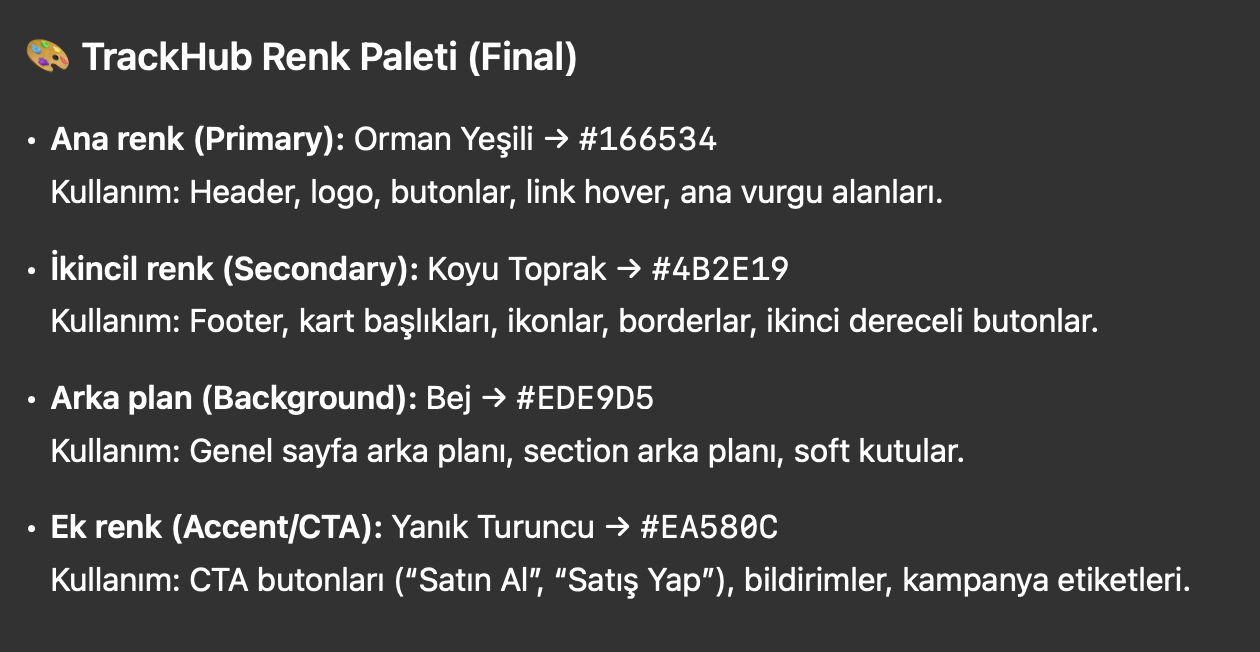 🎨 TrackHub Renk Paleti (Final)
• Ana renk (Primary): Orman Yeşili → #166534
Kullanım: Header, logo, butonlar, link hover, ana vurgu alanları.
• İkincil renk (Secondary): Koyu Toprak → #4B2E19
Kullanım: Footer, kart başlıkları, ikonlar, borderlar, ikinci dereceli butonlar.
• Arka plan (Background): Bej → #EDE9D5
Kullanım: Genel sayfa arka planı, section arka planı, soft kutular.
• Ek renk (Accent/CTA): Yanık Turuncu → #EA580C
Kullanım: CTA butonları (“Satın Al”, “Satış Yap”), bildirimler, kampanya etiketleri.